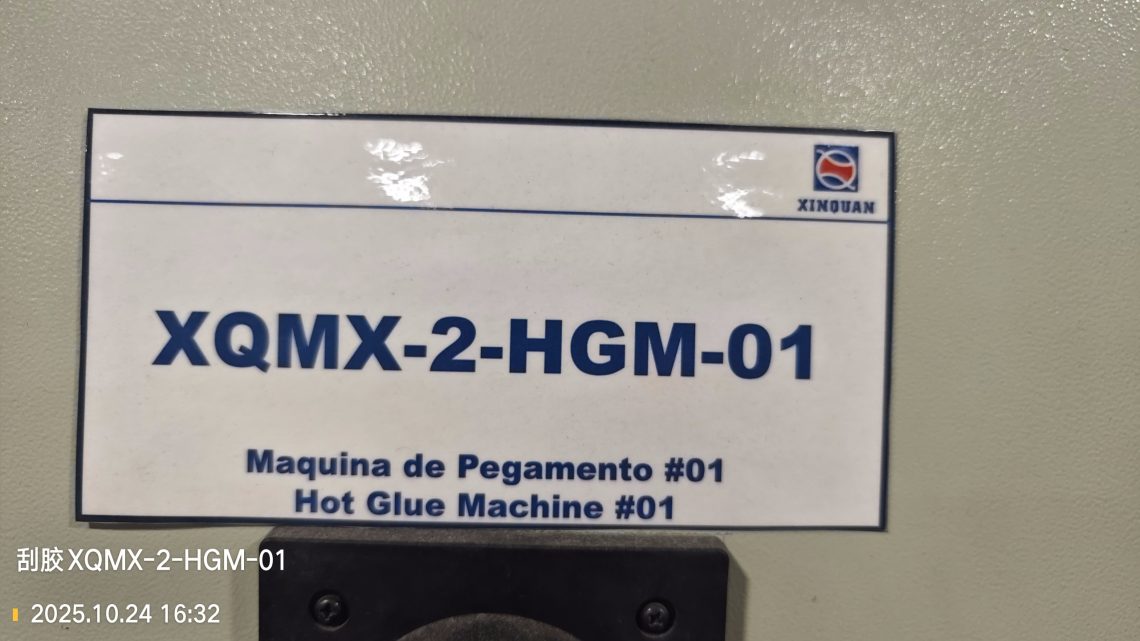 XINQUAN
XQMX-2-HGM-01
Maquina de Pegamento #01
Hot Glue Machine #01
刮胶XQMX-2-HGM-01
2025.10.24 16:32